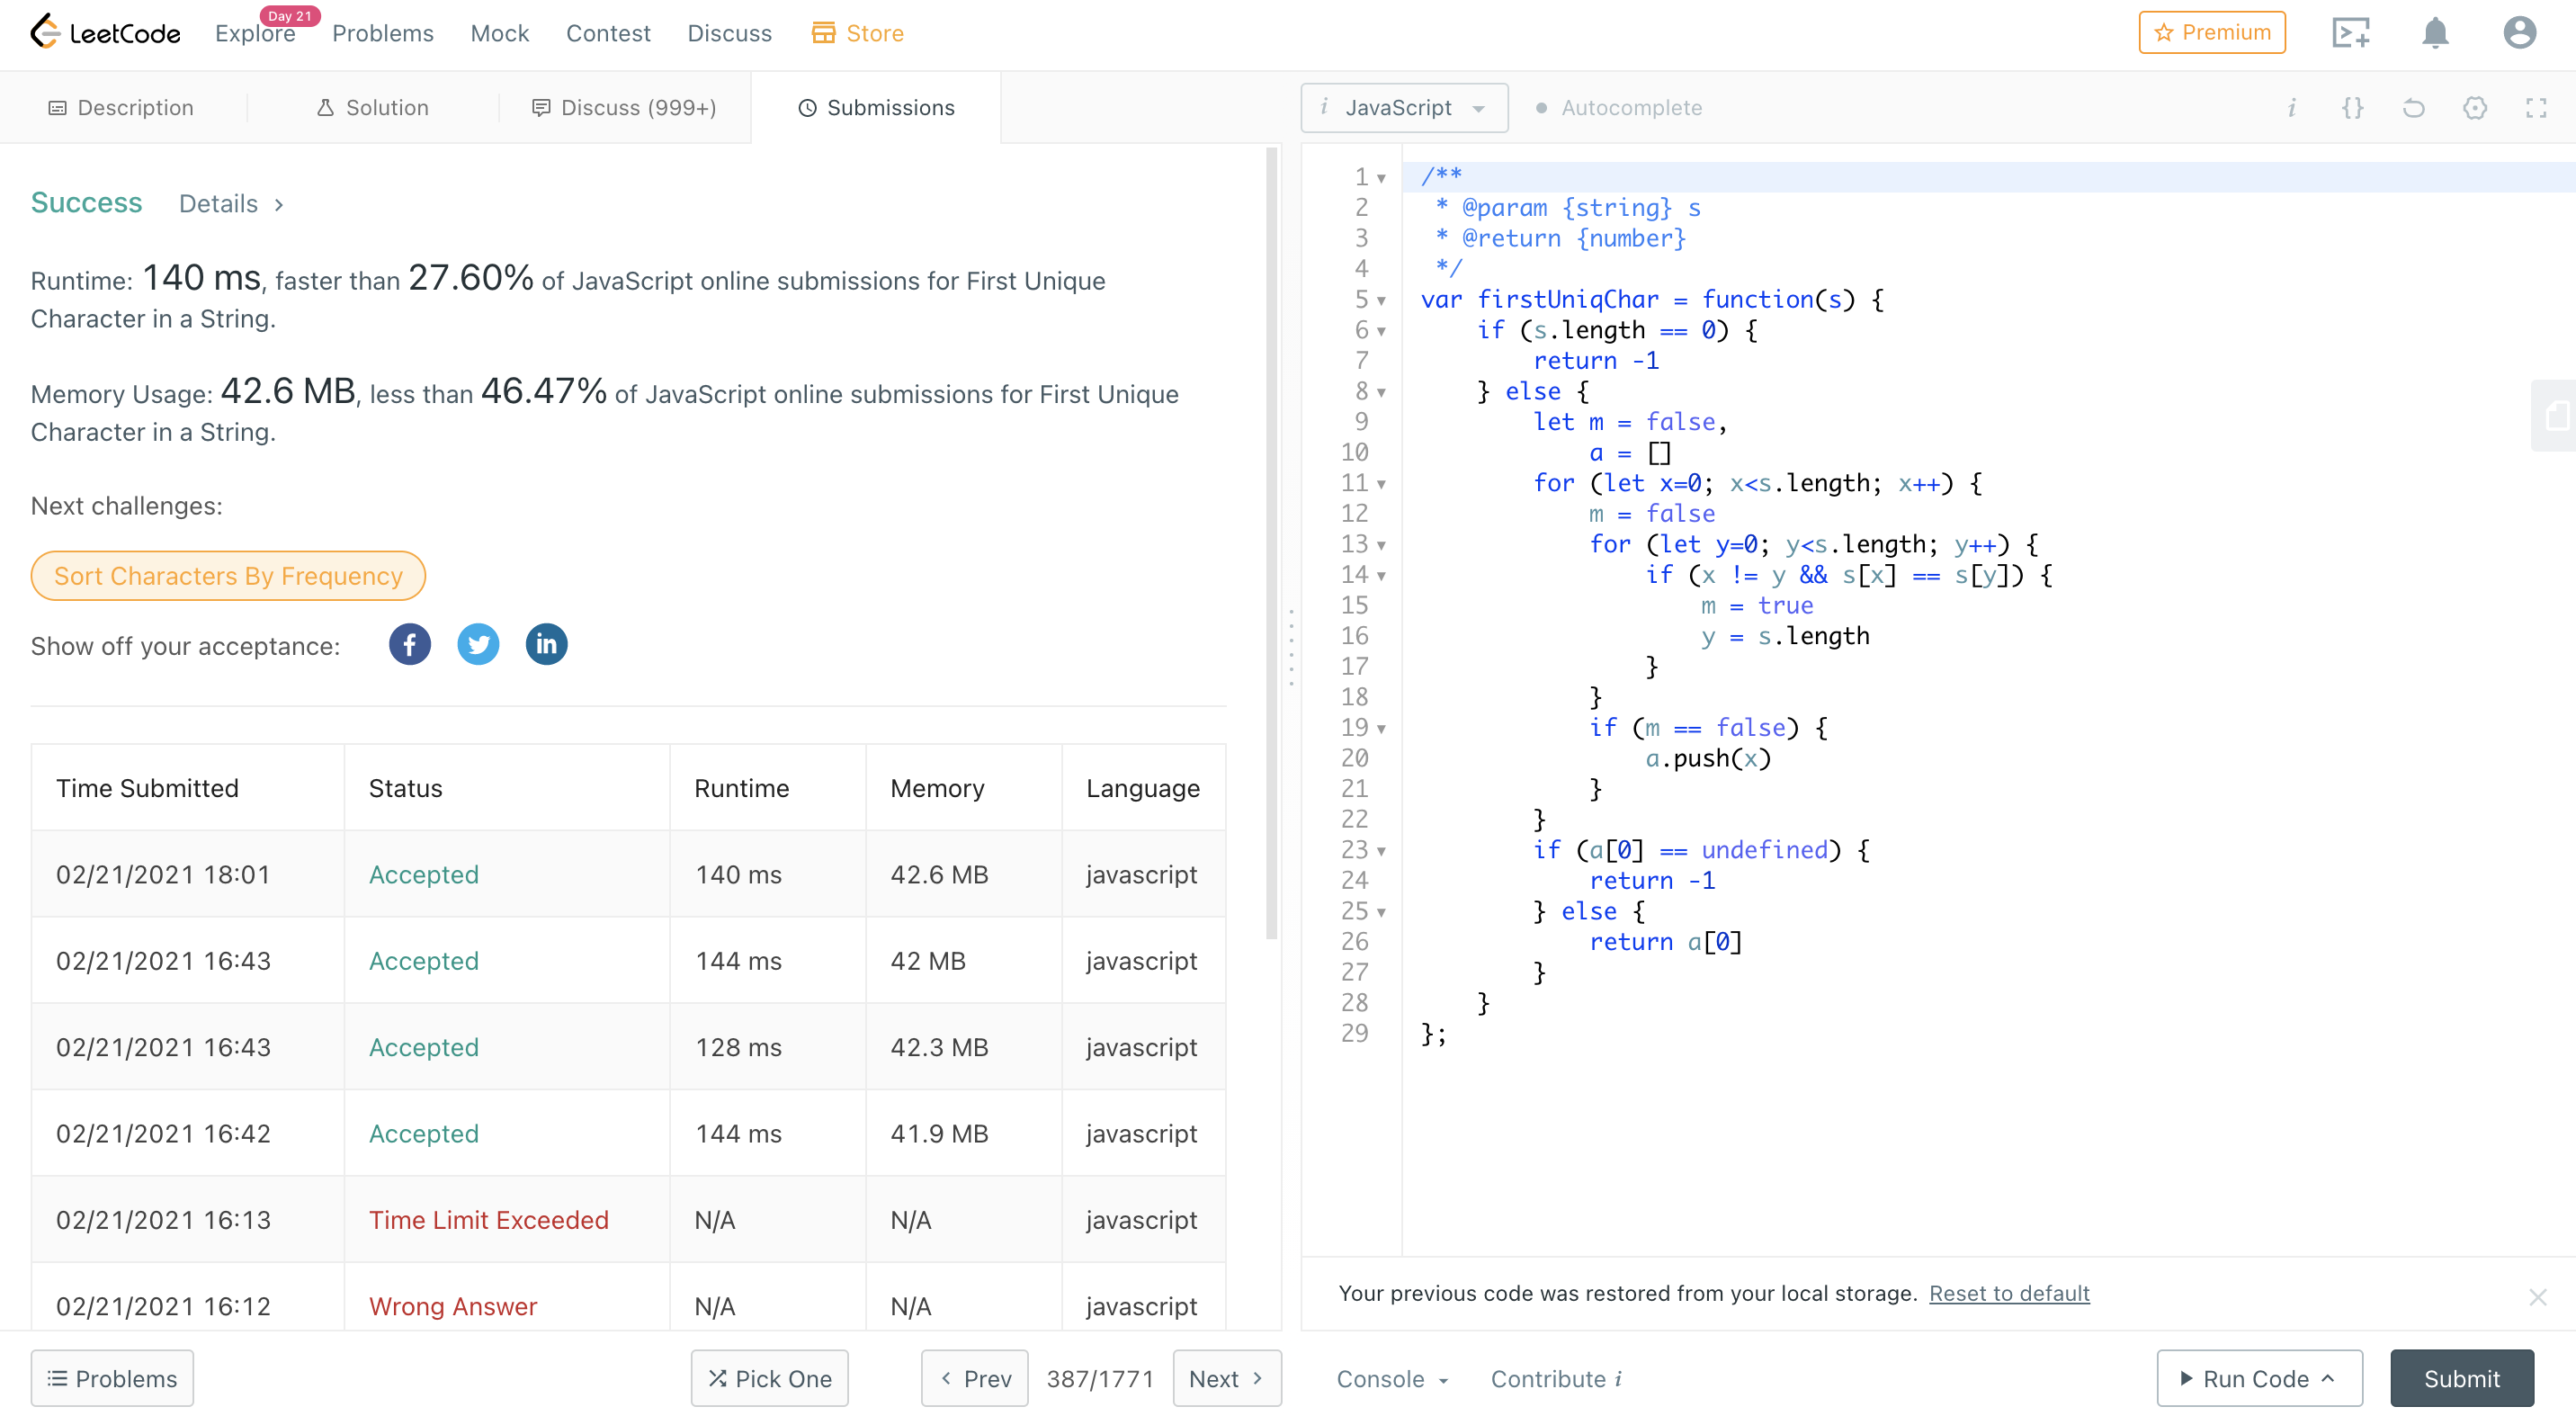 LeetCode
Explore
Day 21
Problems
Mock
Contest
Discuss
Store
Premium
Description
Solution
Discuss (999+)
Submissions
Success
Details
Runtime: 140 ms, faster than 27.60% of JavaScript online submissions for First Unique
Character in a String.
Memory Usage: 42.6 MB, less than 46.47% of JavaScript online submissions for First Unique
Character in a String.
Next challenges:
Sort Characters By Frequency
Show off your acceptance:
Time Submitted Status Runtime Memory Language
02/21/2021 18:01 Accepted 140 ms 42.6 MB javascript
02/21/2021 16:43 Accepted 144 ms 42 MB javascript
02/21/2021 16:43 Accepted 128 ms 42.3 MB javascript
02/21/2021 16:42 Accepted 144 ms 41.9 MB javascript
02/21/2021 16:13 Time Limit Exceeded N/A N/A javascript
02/21/2021 16:12 Wrong Answer N/A N/A javascript
Problems
Pick One
Prev
387/1771
Next
i JavaScript
Autocomplete
i {}
1 /**
2  * @param {string} s
3  * @return {number}
4  */
5 var firstUniqChar = function(s) {
6     if (s.length == 0) {
7         return -1
8     } else {
9         let m = false,
10             a = []
11         for (let x=0; x<s.length; x++) {
12             m = false
13             for (let y=0; y<s.length; y++) {
14                 if (x != y && s[x] == s[y]) {
15                     m = true
16                     y = s.length
17                 }
18             }
19             if (m == false) {
20                 a.push(x)
21             }
22         }
23         if (a[0] == undefined) {
24             return -1
25         } else {
26             return a[0]
27         }
28     }
29 };
Your previous code was restored from your local storage. Reset to default
Console
Contribute i
Run Code
Submit